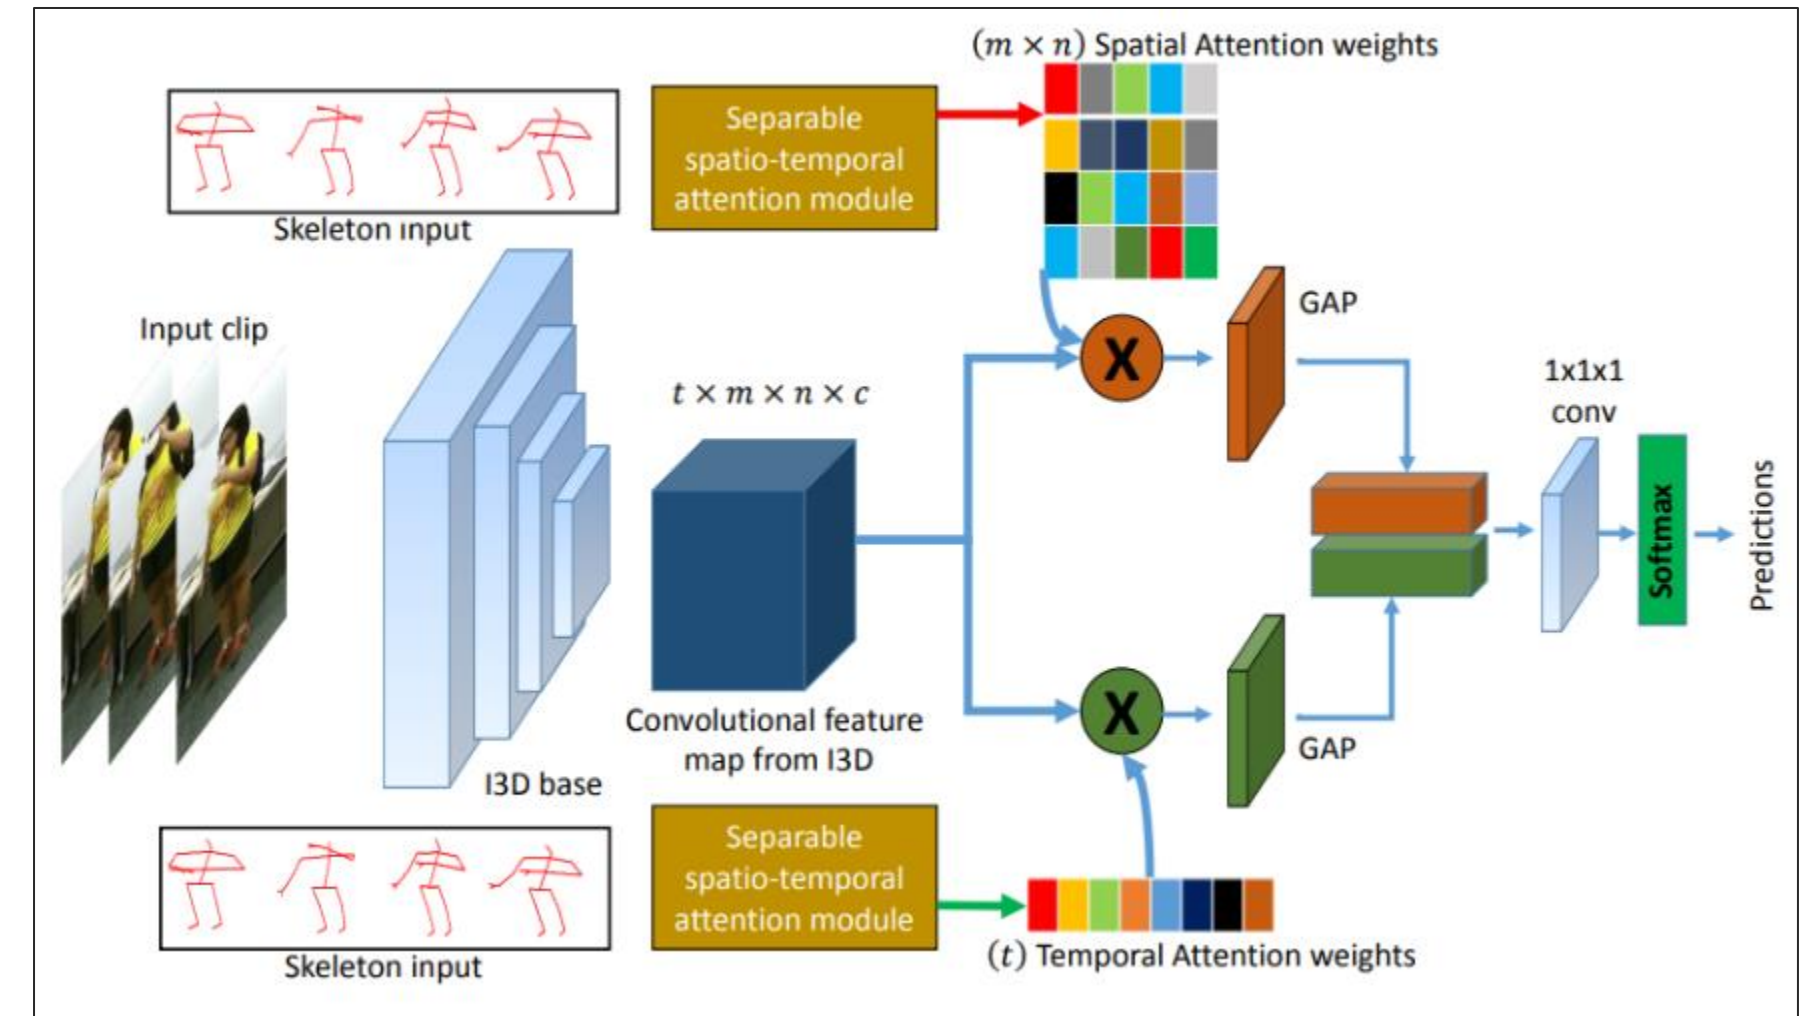 (m × n) Spatial Attention weights
Separable
spatio-temporal
attention module
Skeleton input
Input clip
GAP
t × m × n × c
1x1x1
conv
X
Softmax
Predictions
X
Convolutional feature
map from I3D
I3D base
GAP
Separable
spatio-temporal
attention module
Skeleton input
(t) Temporal Attention weights